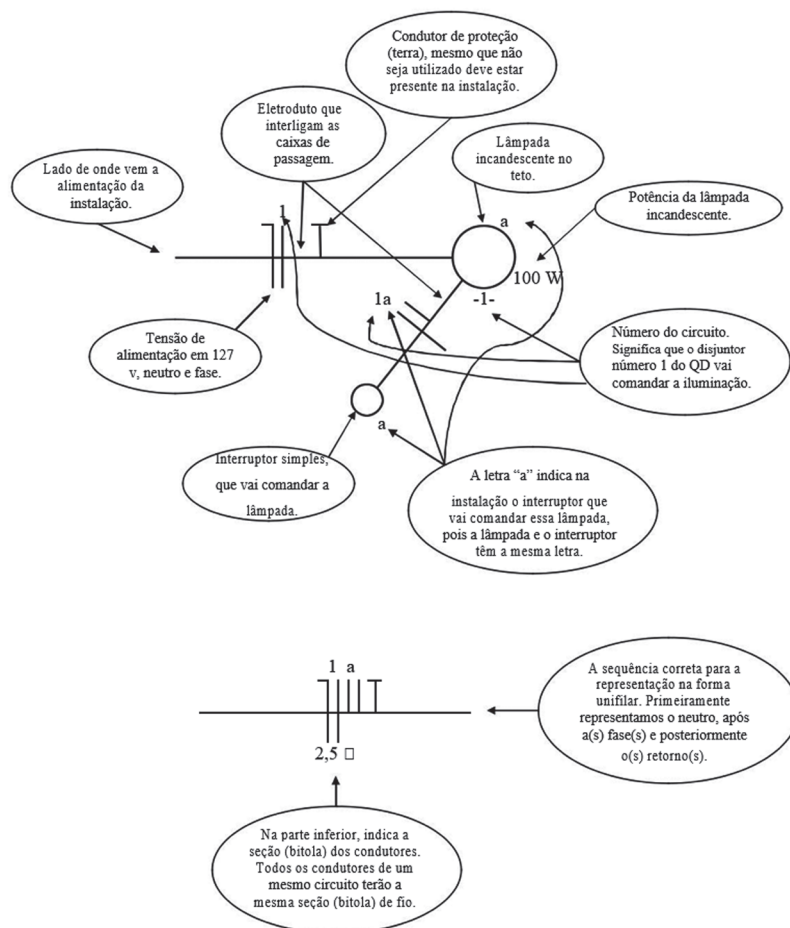 Condutor de proteção
(terra), mesmo que não
seja utilizado deve estar
presente na instalação.
Eletroduto que
interligam as
caixas de
passagem.
Lâmpada
incandescente no
teto.
Lado de onde vem a
alimentação da
instalação.
Potência da lâmpada
incandescente.
1
a
100 W
-1-
1a
a
Tensão de
alimentação em 127
v, neutro e fase.
Número do circuito.
Significa que o disjuntor
número 1 do QD vai
comandar a iluminação.
Interruptor simples,
que vai comandar a
lâmpada.
A letra “a” indica na
instalação o interruptor que
vai comandar essa lâmpada,
pois a lâmpada e o interruptor
têm a mesma letra.
1 a
2,5 □
A sequência correta para a
representação na forma
unifilar. Primeiramente
representamos o neutro, após
a(s) fase(s) e posteriormente
o(s) retorno(s).
Na parte inferior, indica a
seção (bitola) dos condutores.
Todos os condutores de um
mesmo circuito terão a
mesma seção (bitola) de fio.